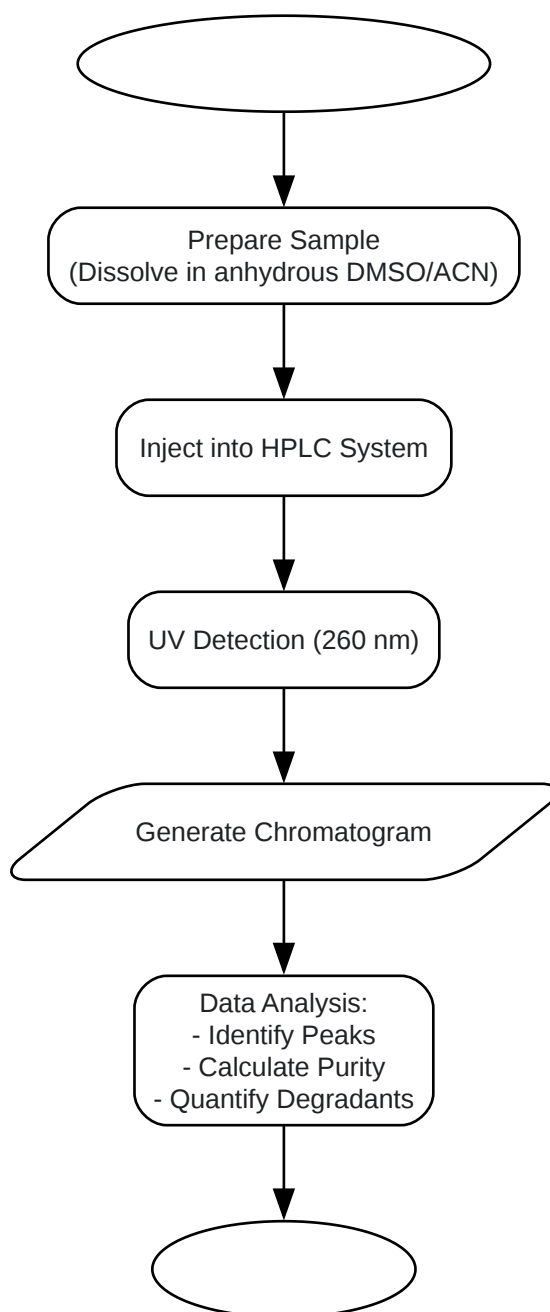 Prepare Sample
(Dissolve in anhydrous DMSO/ACN)
Inject into HPLC System
UV Detection (260 nm)
Generate Chromatogram
Data Analysis:
- Identify Peaks
- Calculate Purity
- Quantify Degradants